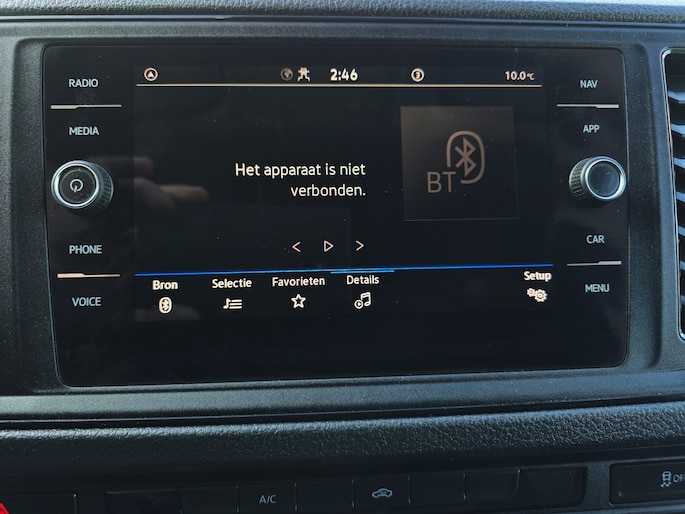 RADIO
MEDIA
PHONE
VOICE
2:46
10.0°C
Het apparaat is niet
verbonden.
BT
Bron
Selectie
Favorieten
Details
Setup
NAV
APP
CAR
MENU
A/C
OFF